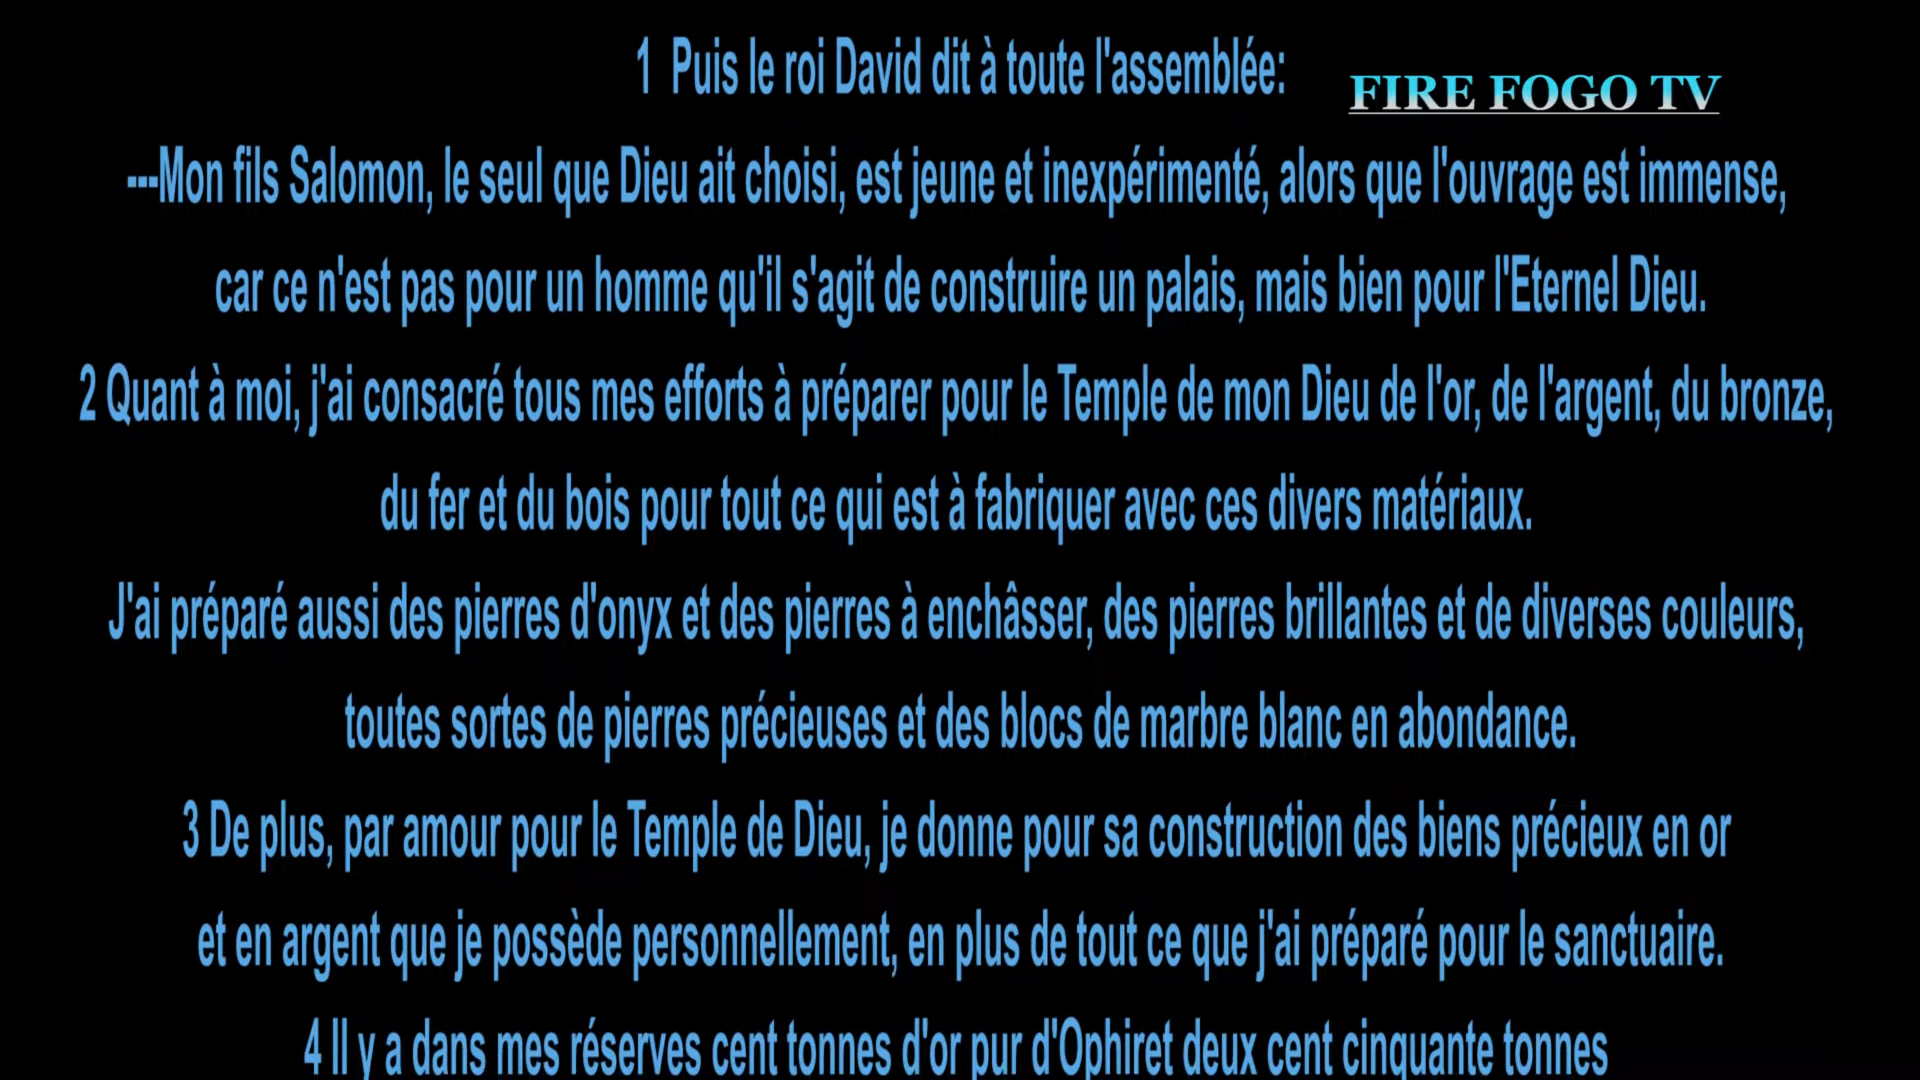 1 Puis le roi David dit à toute l'assemblée:
FIRE FOGO TV
---Mon fils Salomon, le seul que Dieu ait choisi, est jeune et inexpérimenté, alors que l'ouvrage est immense,
car ce n'est pas pour un homme qu'il s'agit de construire un palais, mais bien pour l'Eternel Dieu.
2 Quant à moi, j'ai consacré tous mes efforts à préparer pour le Temple de mon Dieu de l'or, de l'argent, du bronze,
du fer et du bois pour tout ce qui est à fabriquer avec ces divers matériaux.
J'ai préparé aussi des pierres d'onyx et des pierres à enchâsser, des pierres brillantes et de diverses couleurs,
toutes sortes de pierres précieuses et des blocs de marbre blanc en abondance.
3 De plus, par amour pour le Temple de Dieu, je donne pour sa construction des biens précieux en or
et en argent que je possède personnellement, en plus de tout ce que j'ai préparé pour le sanctuaire.
4 Il y a dans mes réserves cent tonnes d'or pur d'Ophiret deux cent cinquante tonnes